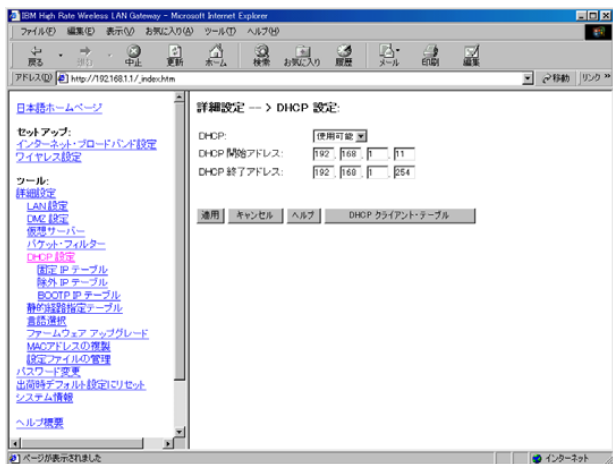 IBM High Rate Wireless LAN Gateway - Microsoft Internet Explorer
ファイル(F) 編集(E) 表示(V) お気に入り(A) ツール(T) ヘルプ(H)
戻る 中止 更新 ホーム 検索 お気に入り 履歴 メール 印刷 編集
アドレス(D) http://192.168.1.1/_index.htm 移動 リンク »
日本語ホームページ
セットアップ:
インターネット・ブロードバンド設定
ワイヤレス設定
ツール:
詳細設定
LAN 設定
DMZ 設定
仮想サーバー
パケット・フィルター
DHCP 設定
固定 IP テーブル
除外 IP テーブル
BOOTP IP テーブル
静的経路指定テーブル
言語選択
ファームウェア アップグレード
MACアドレスの複製
設定ファイルの管理
パスワード変更
出荷時デフォルト設定にリセット
システム情報
ヘルプ概要
詳細設定 --> DHCP 設定:
DHCP: 使用可能
DHCP 開始アドレス: 192 . 168 . 1 . 11
DHCP 終了アドレス: 192 . 168 . 1 . 254
適用 キャンセル ヘルプ DHCP クライアント・テーブル
ページが表示されました インターネット